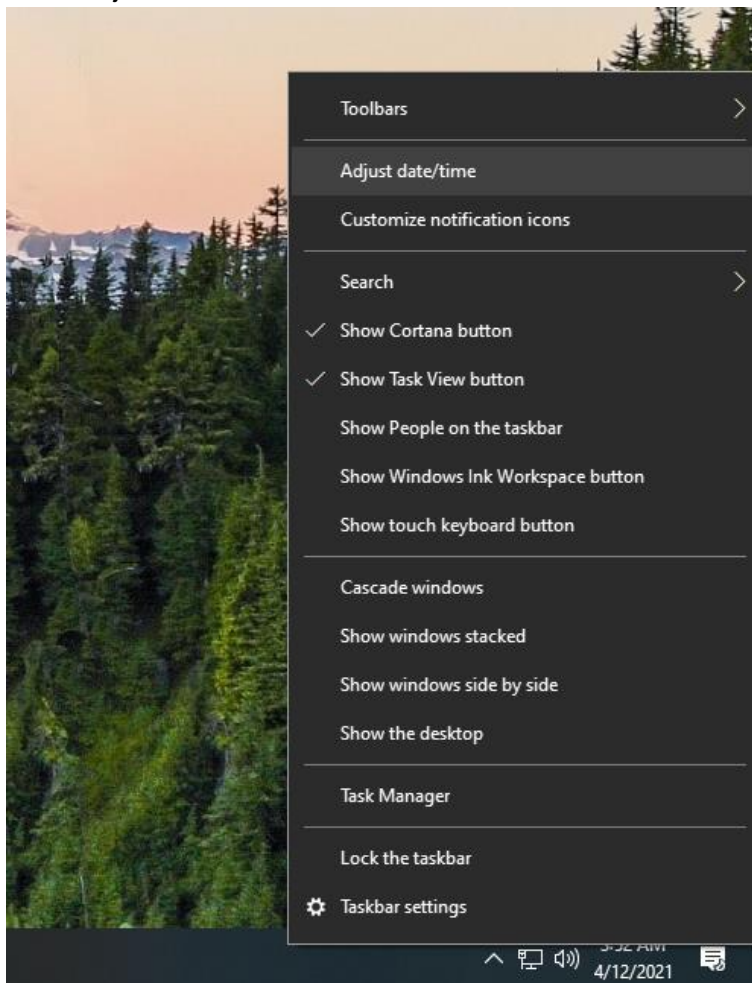 Toolbars
Adjust date/time
Customize notification icons
Search
Show Cortana button
Show Task View button
Show People on the taskbar
Show Windows Ink Workspace button
Show touch keyboard button
Cascade windows
Show windows stacked
Show windows side by side
Show the desktop
Task Manager
Lock the taskbar
Taskbar settings
AM
4/12/2021